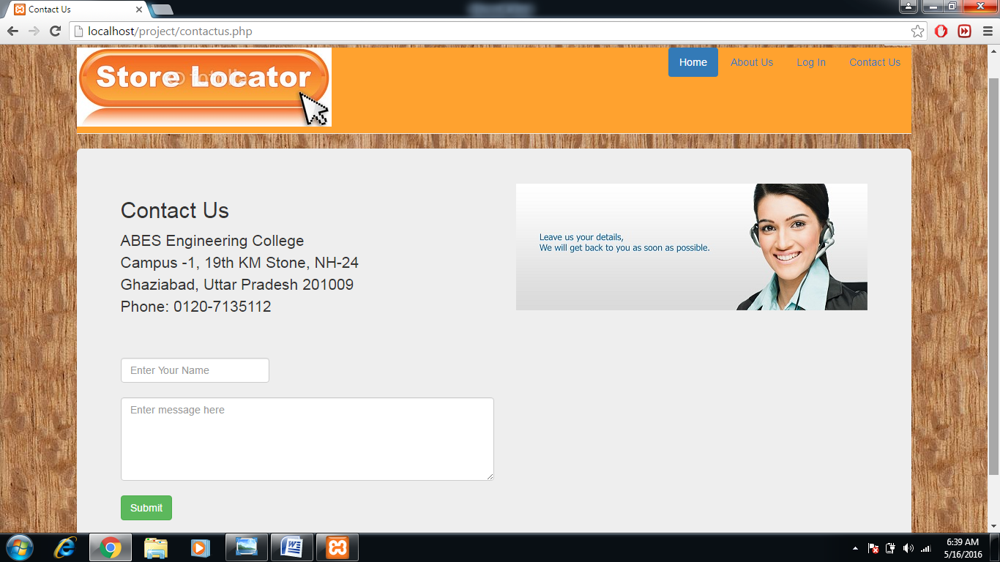 Contact Us
localhost/project/contactus.php
Store Locator
Home
About Us
Log In
Contact Us
Contact Us
ABES Engineering College
Campus -1, 19th KM Stone, NH-24
Ghaziabad, Uttar Pradesh 201009
Phone: 0120-7135112
Leave us your details,
We will get back to you as soon as possible.
Enter Your Name
Enter message here
Submit
6:39 AM
5/16/2016